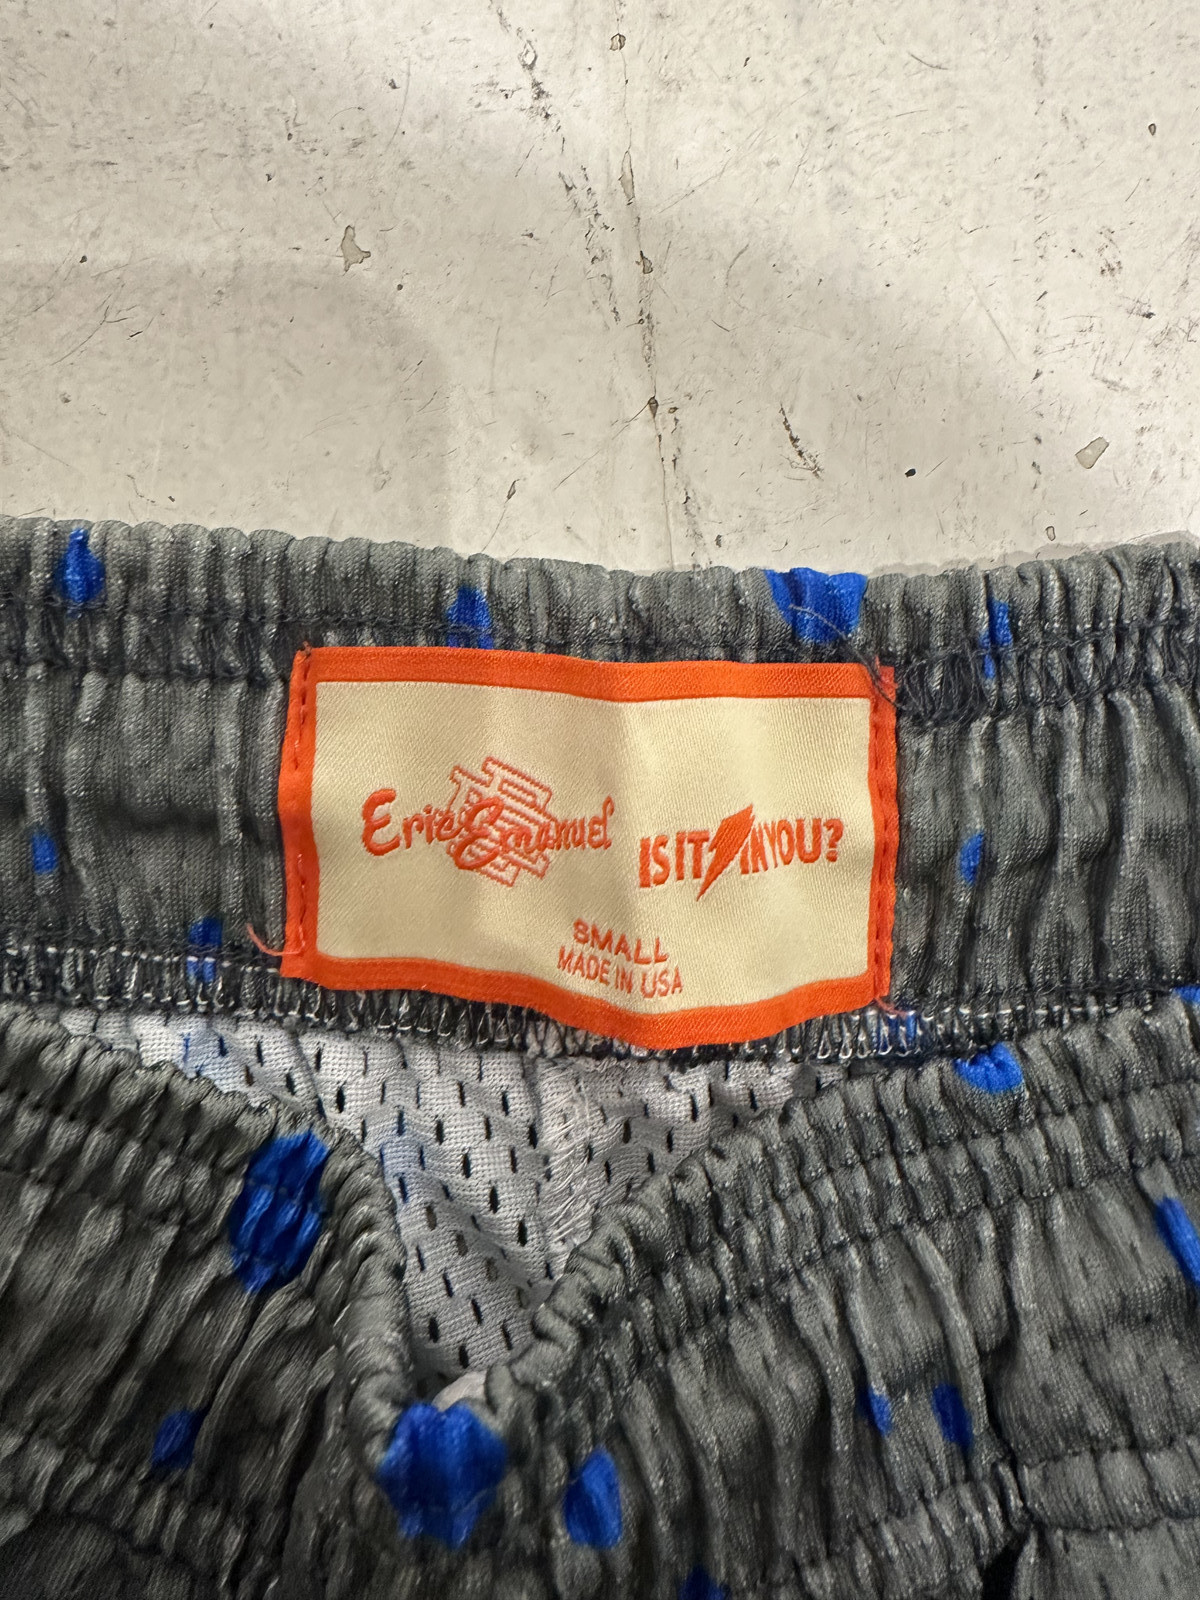 Eric Emanuel
IS IT IN YOU?
SMALL
MADE IN USA